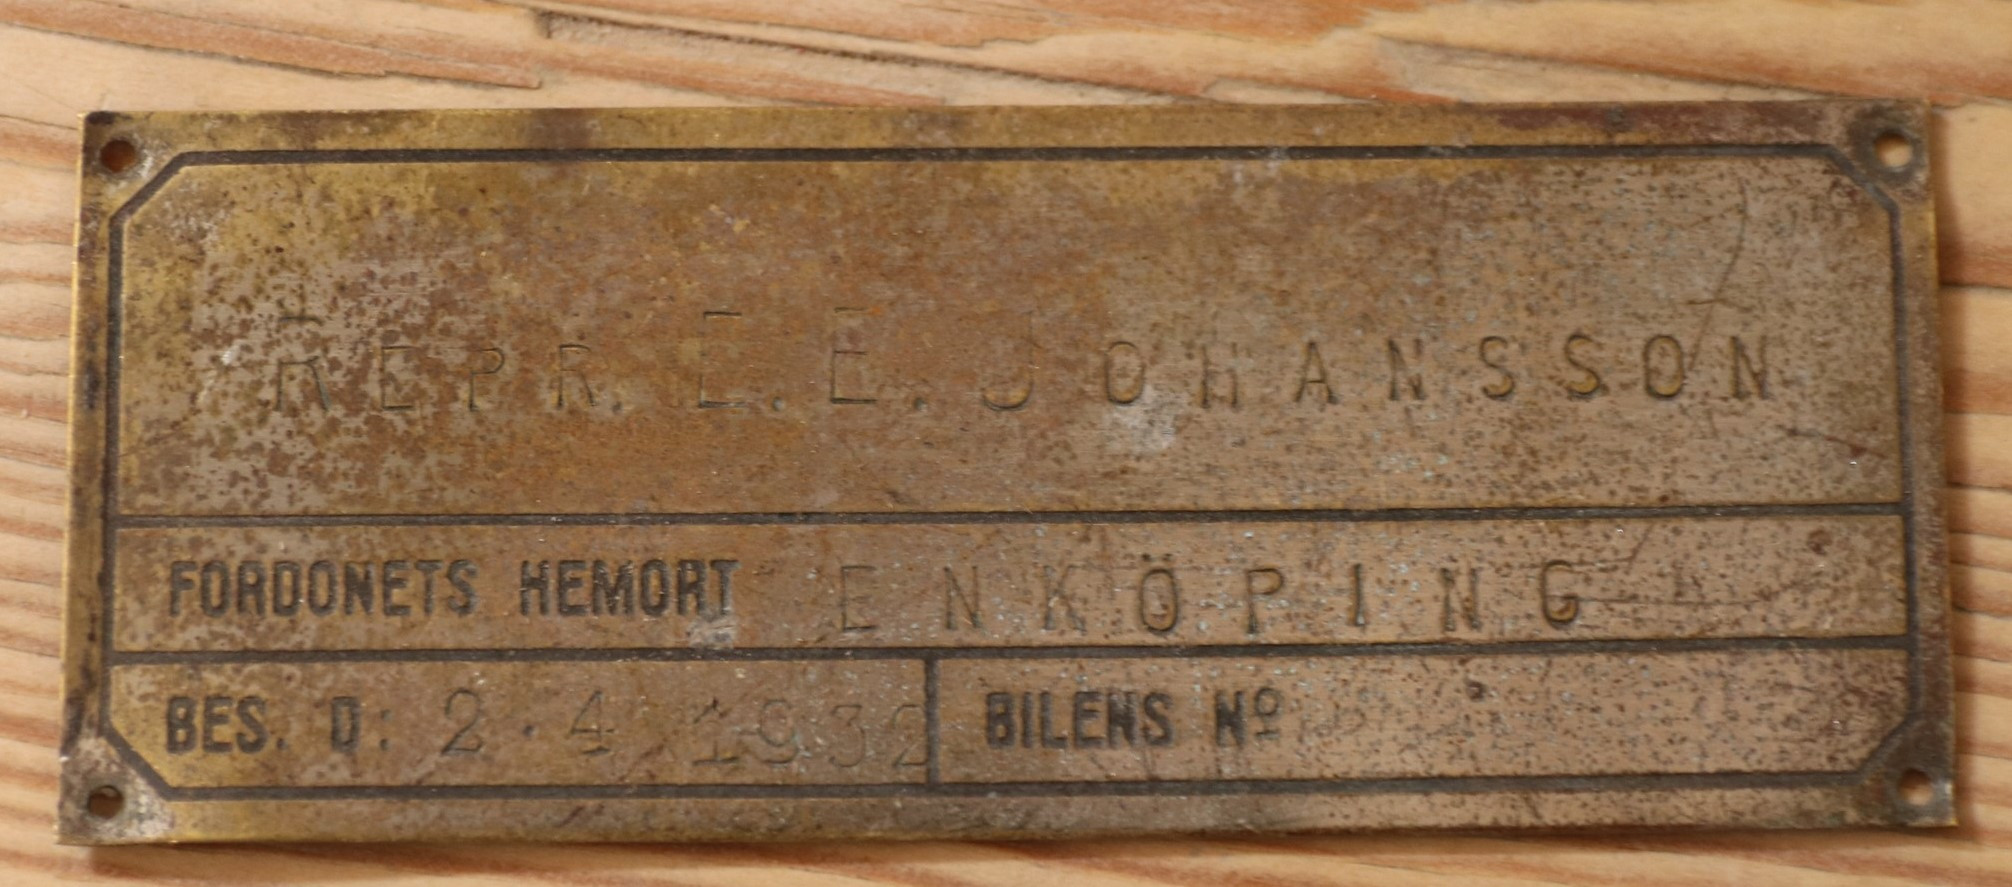 REPR. E. E. JOHANSSON
FORDONETS HEMORT ENKÖPING
BES. D: 2.4 1932 BILENS Nº